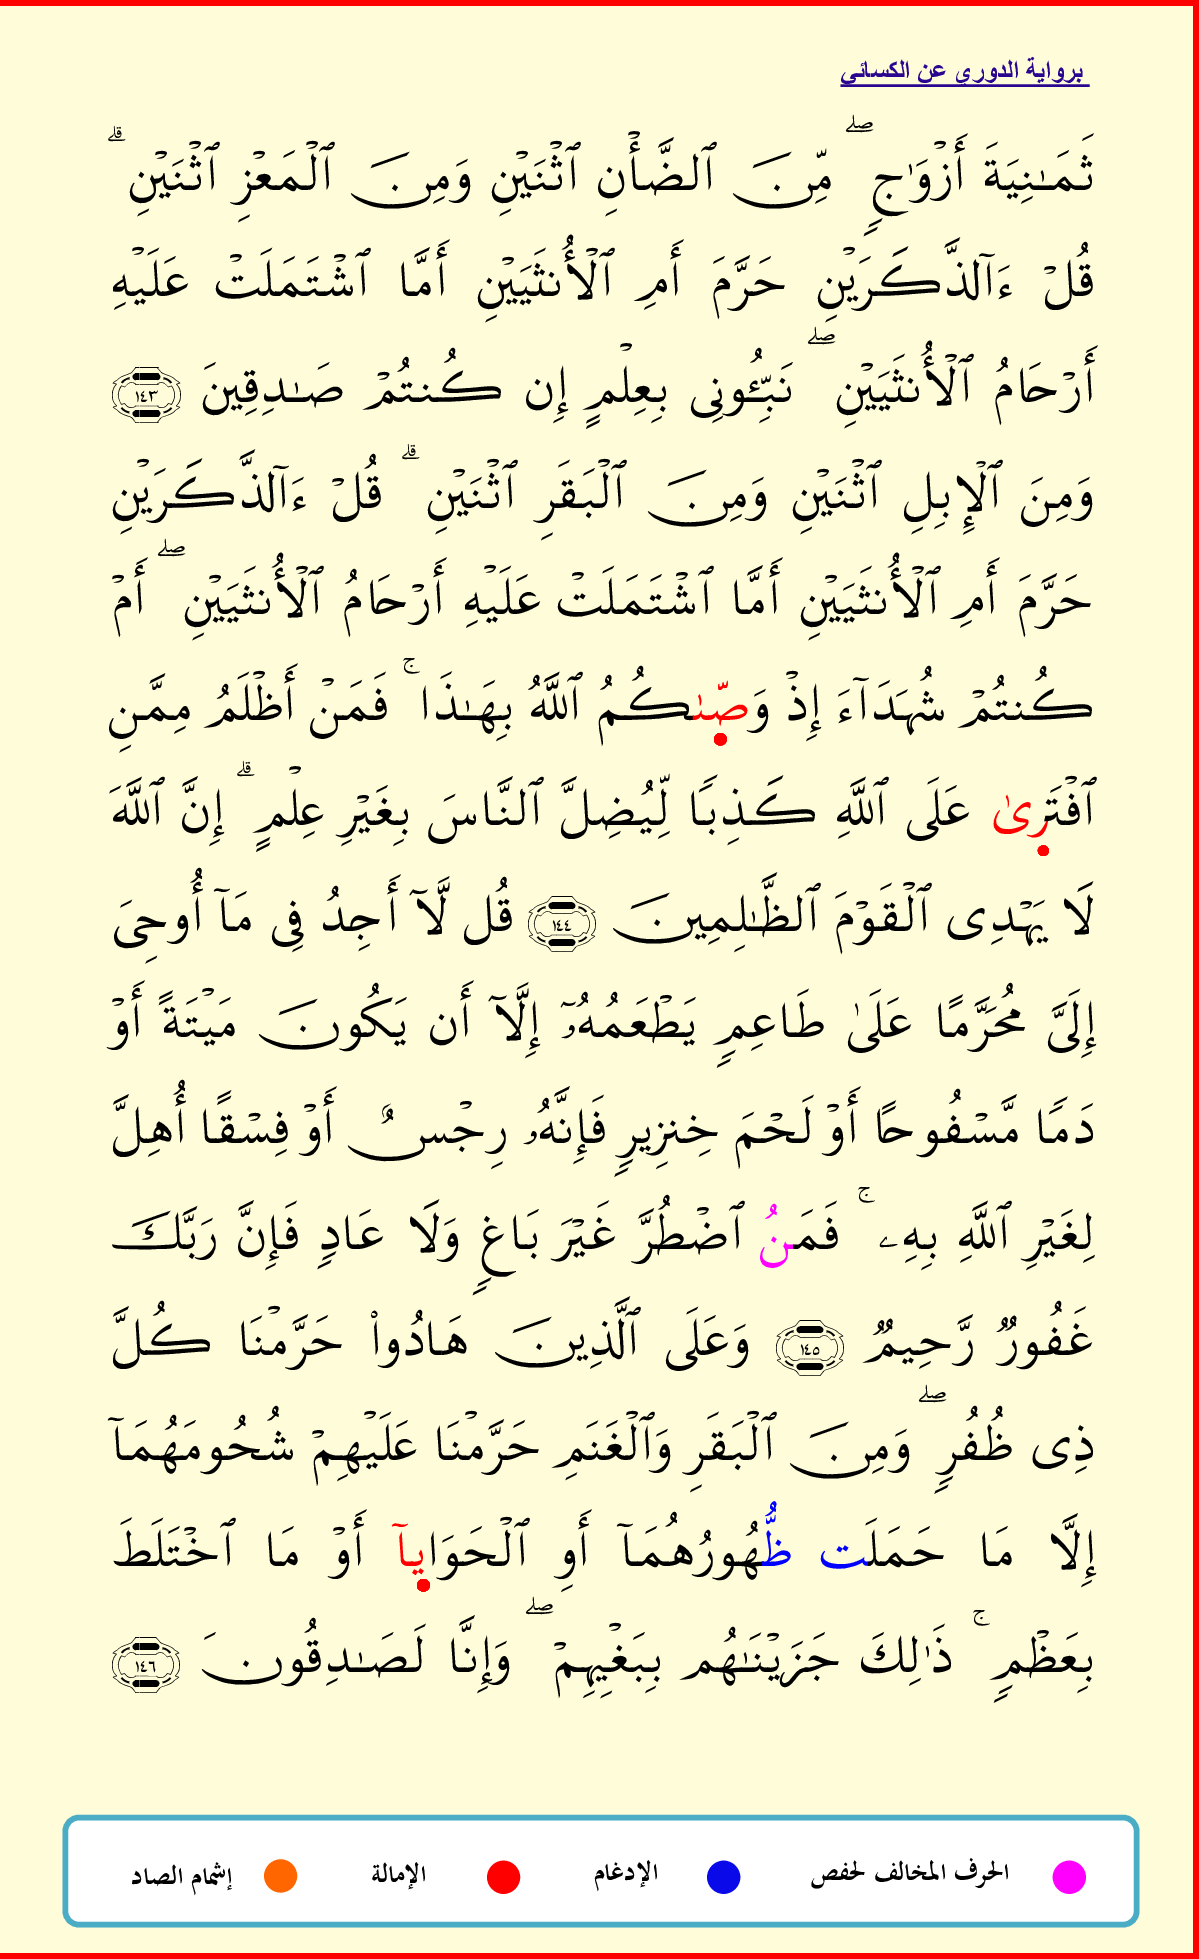 برواية الدوري عن الكسائي
ثَمَـٰنِيَةَ أَزْوَٰجٍ ۖ مِّنَ ٱلضَّأْنِ ٱثْنَيْنِ وَمِنَ ٱلْمَعْزِ ٱثْنَيْنِ ۗ
قُلْ ءَآلذَّكَرَيْنِ حَرَّمَ أَمِ ٱلْأُنثَيَيْنِ أَمَّا ٱشْتَمَلَتْ عَلَيْهِ
أَرْحَامُ ٱلْأُنثَيَيْنِ ۖ نَبِّـُٔونِى بِعِلْمٍ إِن كُنتُمْ صَـٰدِقِينَ ١٤٣
وَمِنَ ٱلْإِبِلِ ٱثْنَيْنِ وَمِنَ ٱلْبَقَرِ ٱثْنَيْنِ ۗ قُلْ ءَآلذَّكَرَيْنِ
حَرَّمَ أَمِ ٱلْأُنثَيَيْنِ أَمَّا ٱشْتَمَلَتْ عَلَيْهِ أَرْحَامُ ٱلْأُنثَيَيْنِ ۖ أَمْ
كُنتُمْ شُهَدَآءَ إِذْ وَصّىٰكُمُ ٱللَّهُ بِهَـٰذَا ۚ فَمَنْ أَظْلَمُ مِمَّنِ
ٱفْتَرِىٰ عَلَى ٱللَّهِ كَذِبًا لِّيُضِلَّ ٱلنَّاسَ بِغَيْرِ عِلْمٍ ۗ إِنَّ ٱللَّهَ
لَا يَهْدِى ٱلْقَوْمَ ٱلظَّـٰلِمِينَ ١٤٤ قُل لَّآ أَجِدُ فِى مَآ أُوحِىَ
إِلَىَّ مُحَرَّمًا عَلَىٰ طَاعِمٍ يَطْعَمُهُۥٓ إِلَّآ أَن يَكُونَ مَيْتَةً أَوْ
دَمًا مَّسْفُوحًا أَوْ لَحْمَ خِنزِيرٍ فَإِنَّهُۥ رِجْسٌ أَوْ فِسْقًا أُهِلَّ
لِغَيْرِ ٱللَّهِ بِهِۦ ۚ فَمَنُ ٱضْطُرَّ غَيْرَ بَاغٍ وَلَا عَادٍ فَإِنَّ رَبَّكَ
غَفُورٌ رَّحِيمٌ ١٤٥ وَعَلَى ٱلَّذِينَ هَادُوا۟ حَرَّمْنَا كُلَّ
ذِى ظُفُرٍ ۖ وَمِنَ ٱلْبَقَرِ وَٱلْغَنَمِ حَرَّمْنَا عَلَيْهِمْ شُحُومَهُمَآ
إِلَّا مَا حَمَلَت ظُّهُورُهُمَآ أَوِ ٱلْحَوَايآ أَوْ مَا ٱخْتَلَطَ
بِعَظْمٍ ۚ ذَٰلِكَ جَزَيْنَـٰهُم بِبَغْيِهِمْ ۖ وَإِنَّا لَصَـٰدِقُونَ ١٤٦
الحرف المخالف لحفص الإدغام الإمالة إشمام الصاد